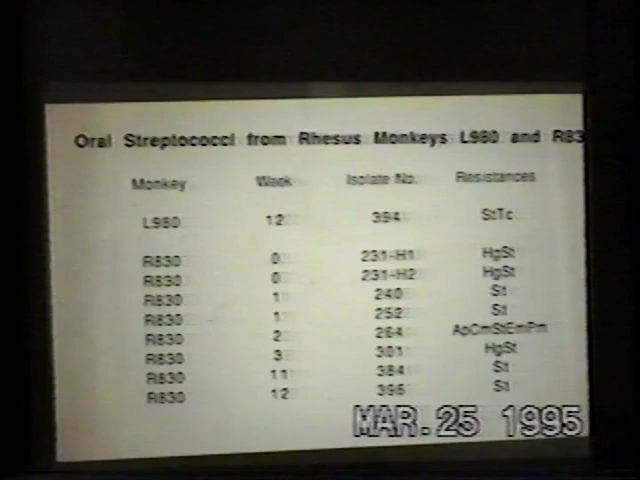 Oral Streptococci from Rhesus Monkeys L980 and R83
Monkey Week Isolate No. Resistances
L980 12 394 StTc
R830 0 231-H1 HgSt
R830 0 231-H2 HgSt
R830 1 240 St
R830 1 252 St
R830 2 264 ApCmStEmPm
R830 3 301 HgSt
R830 11 384 St
R830 12 396 St
MAR. 25 1995